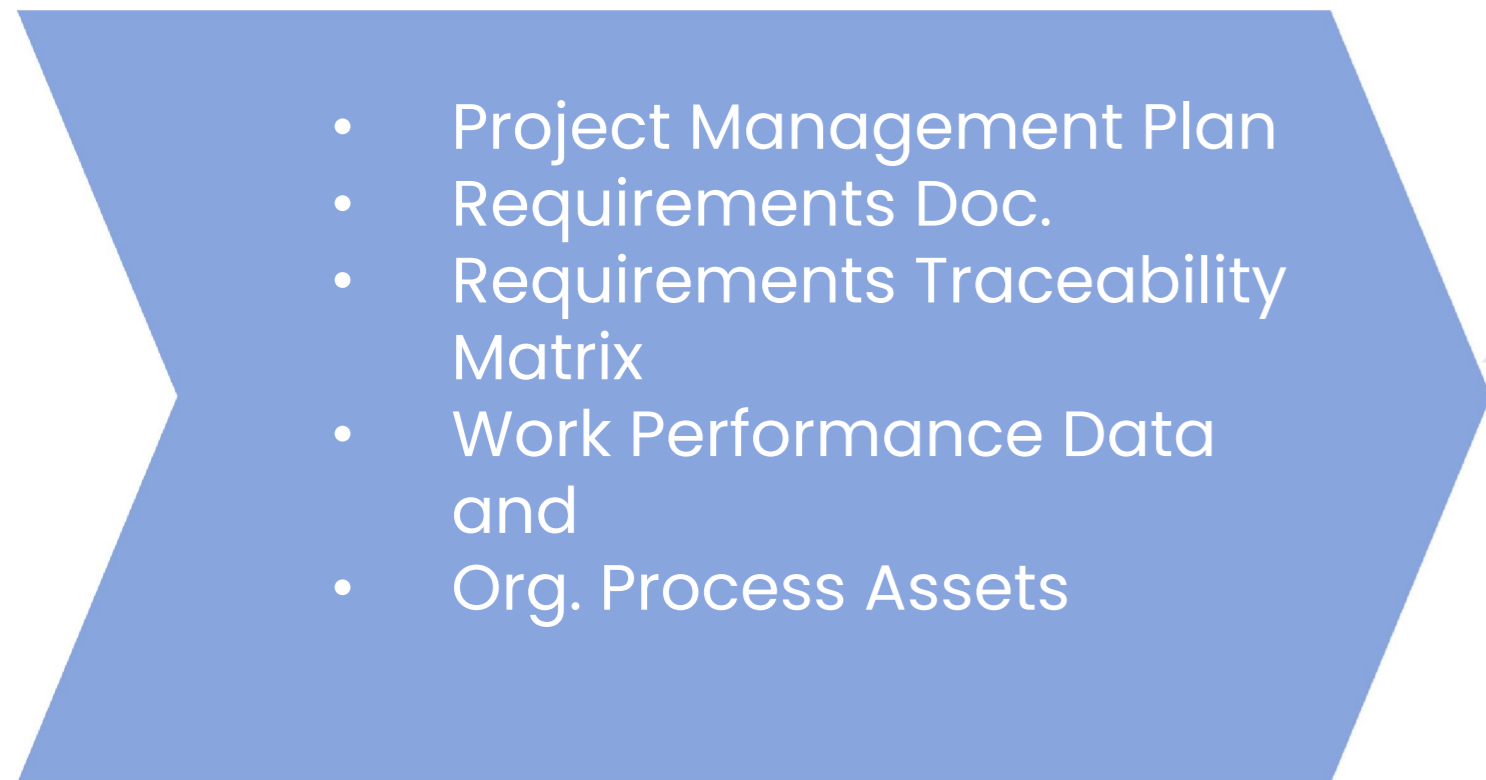 • Project Management Plan
• Requirements Doc.
• Requirements Traceability
Matrix
• Work Performance Data
and
• Org. Process Assets